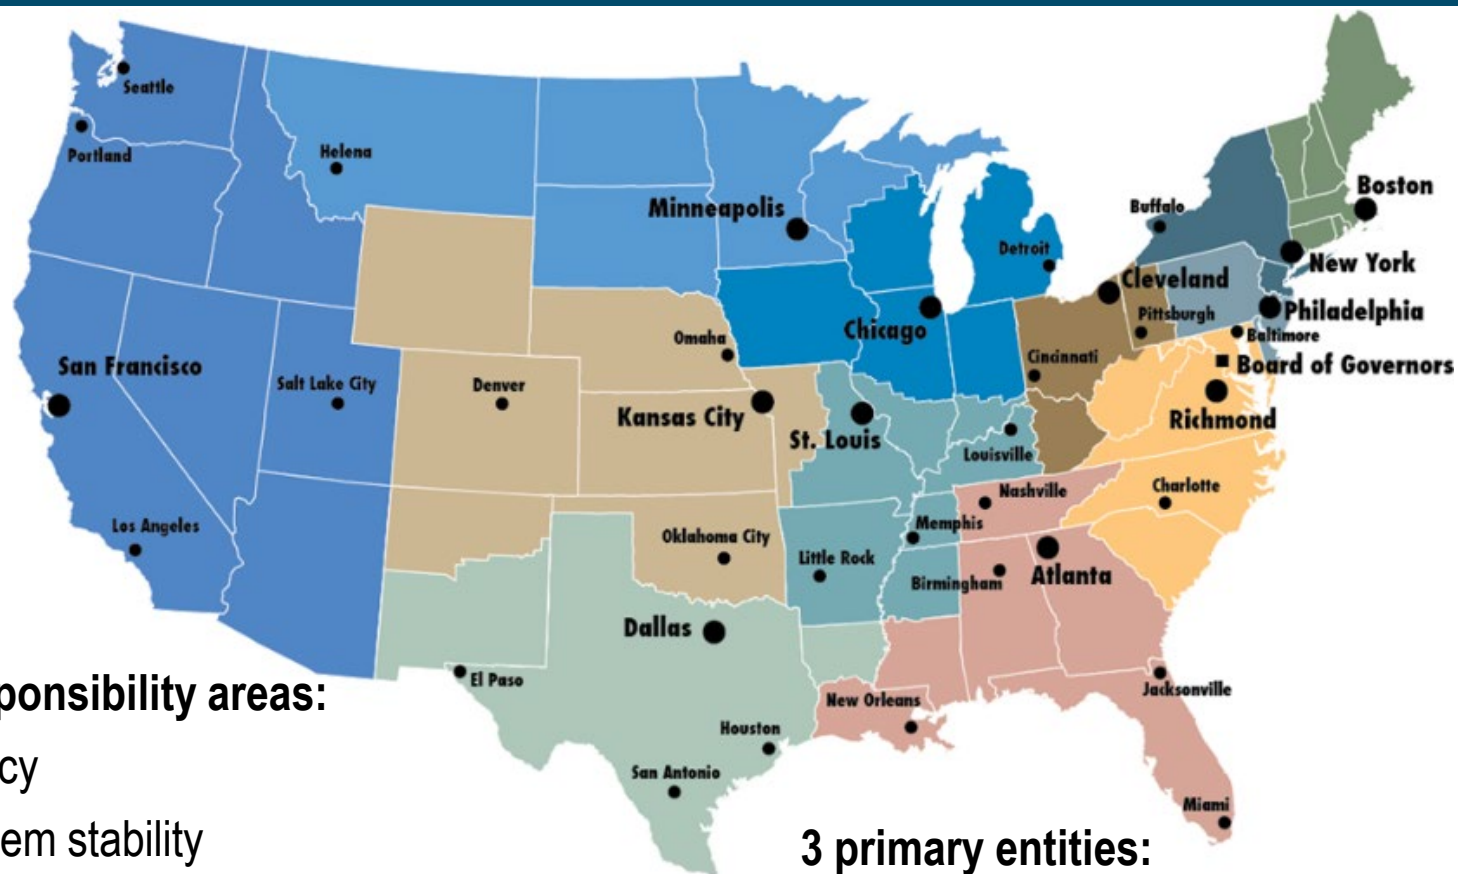 Seattle
Portland
Helena
Minneapolis
Buffalo
Boston
Detroit
New York
Cleveland
Chicago
Pittsburgh
Philadelphia
Omaha
Baltimore
Cincinnati
Board of Governors
San Francisco
Salt Lake City
Denver
Kansas City
St. Louis
Richmond
Louisville
Nashville
Charlotte
Los Angeles
Oklahoma City
Memphis
Little Rock
Birmingham
Atlanta
Dallas
El Paso
Jacksonville
New Orleans
Houston
San Antonio
Miami
ponsibility areas:
cy
em stability
3 primary entities: